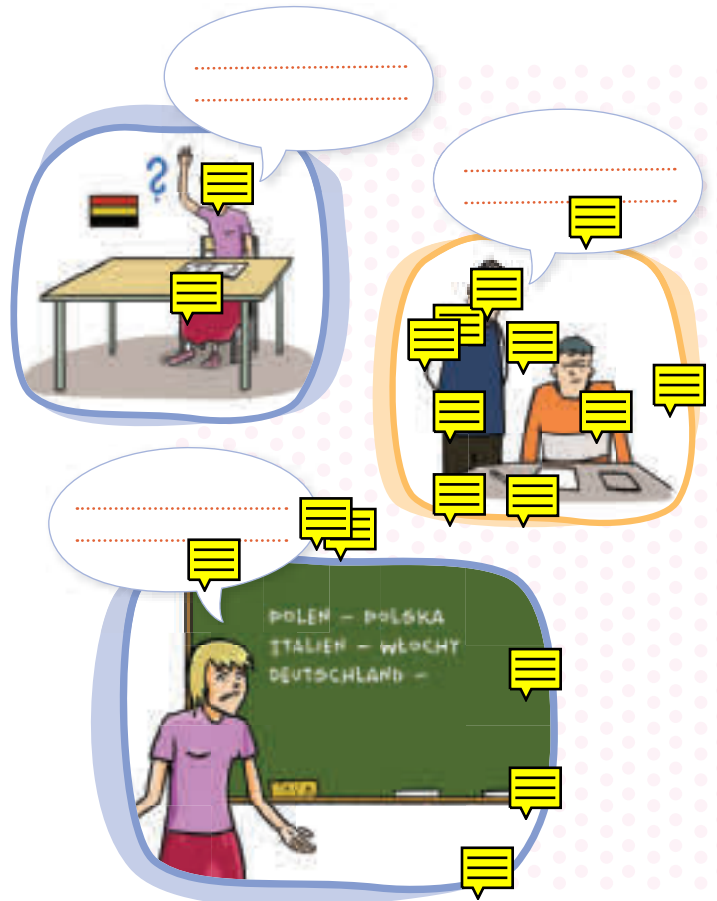 ?
POLEN – POLSKA
ITALIEN – WŁOCHY
DEUTSCHLAND –